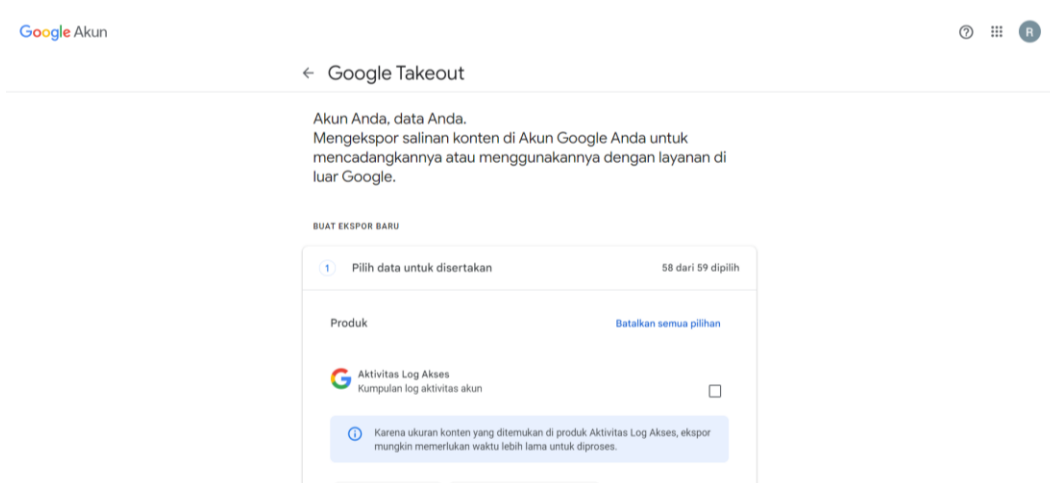 Google Akun
R
Google Takeout
Akun Anda, data Anda.
Mengekspor salinan konten di Akun Google Anda untuk
mencadangkannya atau menggunakannya dengan layanan di
luar Google.
BUAT EKSPOR BARU
1 Pilih data untuk disertakan 58 dari 59 dipilih
Produk Batalkan semua pilihan
Aktivitas Log Akses
Kumpulan log aktivitas akun
Karena ukuran konten yang ditemukan di produk Aktivitas Log Akses, ekspor
mungkin memerlukan waktu lebih lama untuk diproses.